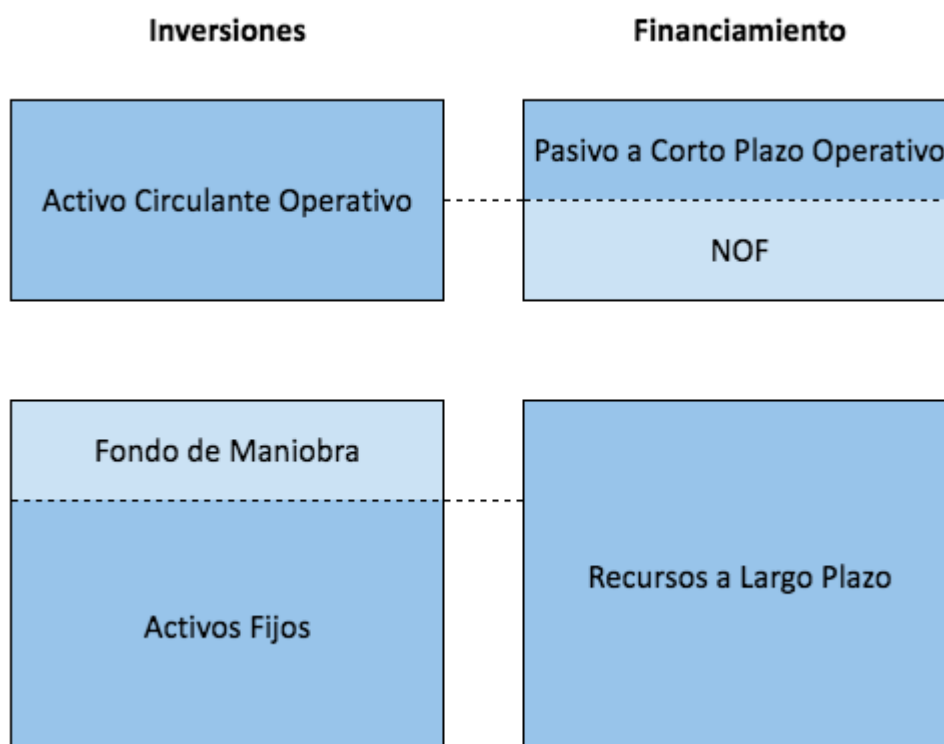 Inversiones
Financiamiento
Activo Circulante Operativo
Pasivo a Corto Plazo Operativo
NOF
Fondo de Maniobra
Activos Fijos
Recursos a Largo Plazo